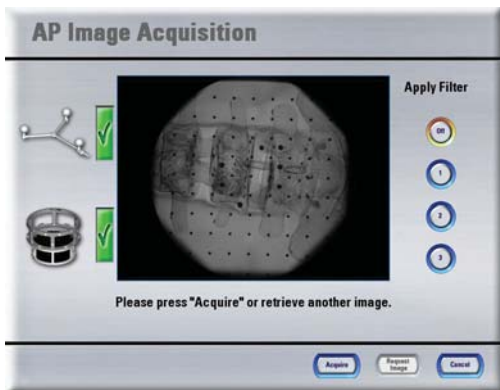 AP Image Acquisition
Apply Filter
Off
1
2
3
Please press "Acquire" or retrieve another image.
Acquire
Request
Image
Cancel